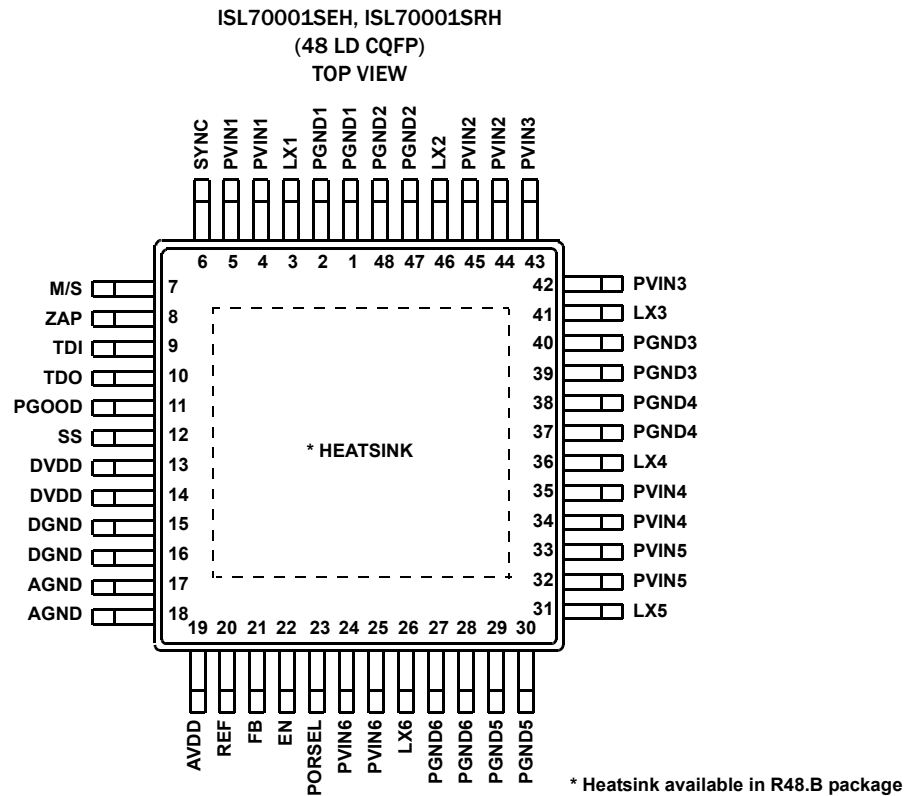 ISL70001SEH, ISL70001SRH
(48 LD CQFP)
TOP VIEW
SYNC
PVIN1
PVIN1
LX1
PGND1
PGND1
PGND2
PGND2
LX2
PVIN2
PVIN2
PVIN3
6 5 4 3 2 1 48 47 46 45 44 43
M/S 7
ZAP 8
TDI 9
TDO 10
PGOOD 11
SS 12
DVDD 13
DVDD 14
DGND 15
DGND 16
AGND 17
AGND 18
* HEATSINK
42 PVIN3
41 LX3
40 PGND3
39 PGND3
38 PGND4
37 PGND4
36 LX4
35 PVIN4
34 PVIN4
33 PVIN5
32 PVIN5
31 LX5
19 20 21 22 23 24 25 26 27 28 29 30
AVDD
REF
FB
EN
PORSEL
PVIN6
PVIN6
LX6
PGND6
PGND6
PGND5
PGND5
* Heatsink available in R48.B package